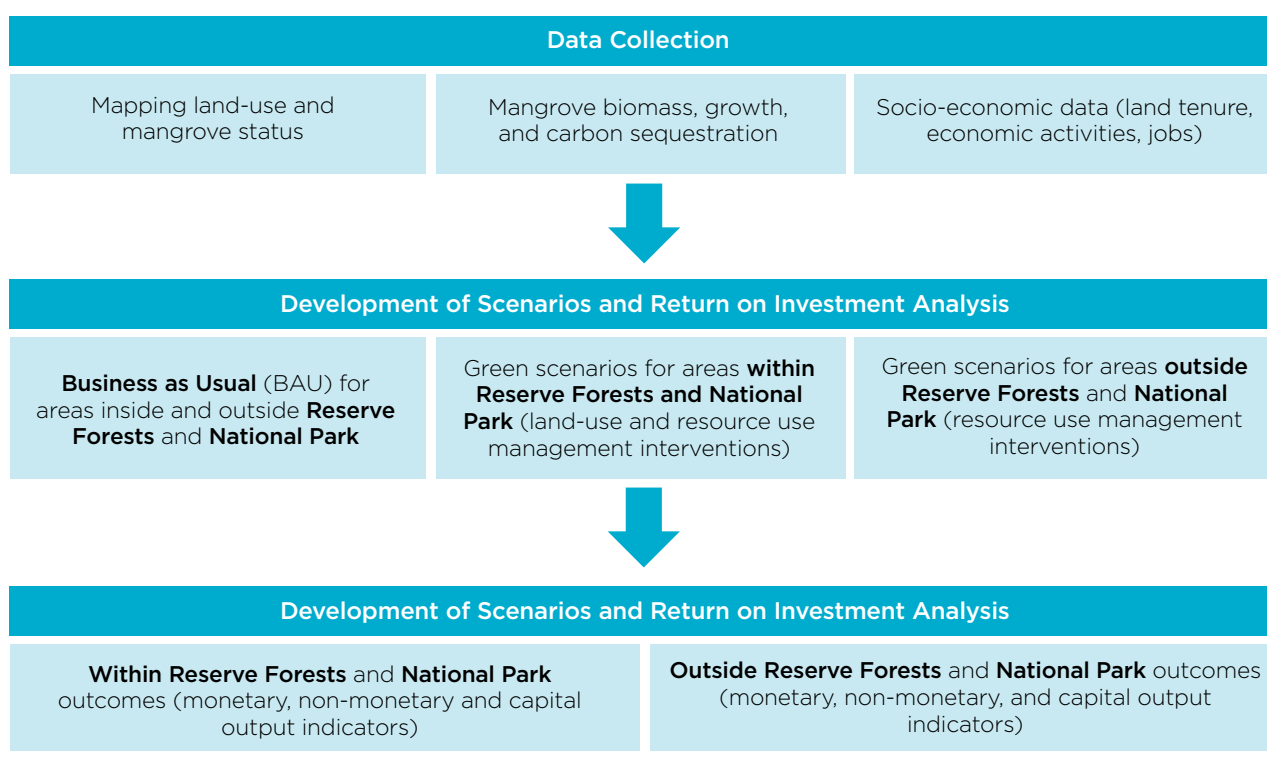 Data Collection
Mapping land-use and
mangrove status
Mangrove biomass, growth,
and carbon sequestration
Socio-economic data (land tenure,
economic activities, jobs)
Development of Scenarios and Return on Investment Analysis
Business as Usual (BAU) for
areas inside and outside Reserve
Forests and National Park
Green scenarios for areas within
Reserve Forests and National
Park (land-use and resource use
management interventions)
Green scenarios for areas outside
Reserve Forests and National
Park (resource use management
interventions)
Development of Scenarios and Return on Investment Analysis
Within Reserve Forests and National Park
outcomes (monetary, non-monetary and capital
output indicators)
Outside Reserve Forests and National Park outcomes
(monetary, non-monetary, and capital output
indicators)